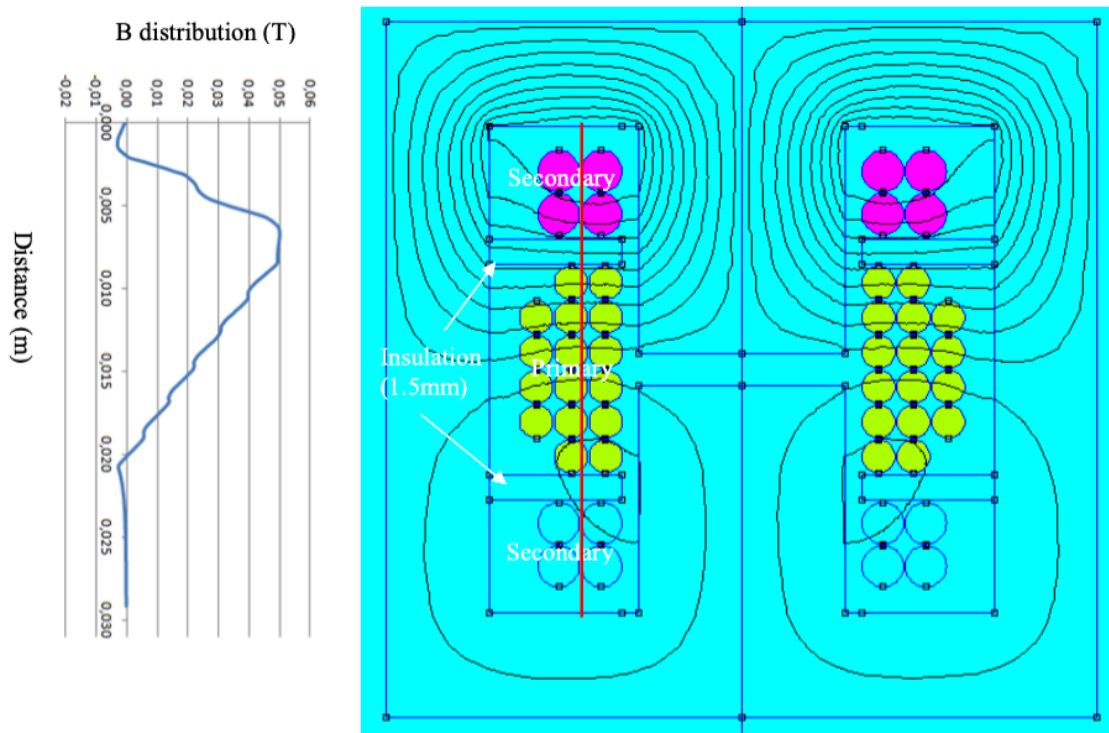 B distribution (T)
-0,02
-0,01
0,00
0,01
0,02
0,03
0,04
0,05
0,06
0,000
0,005
0,010
0,015
0,020
0,025
0,030
Distance (m)
Secondary
Insulation
(1.5mm)
Primary
Secondary